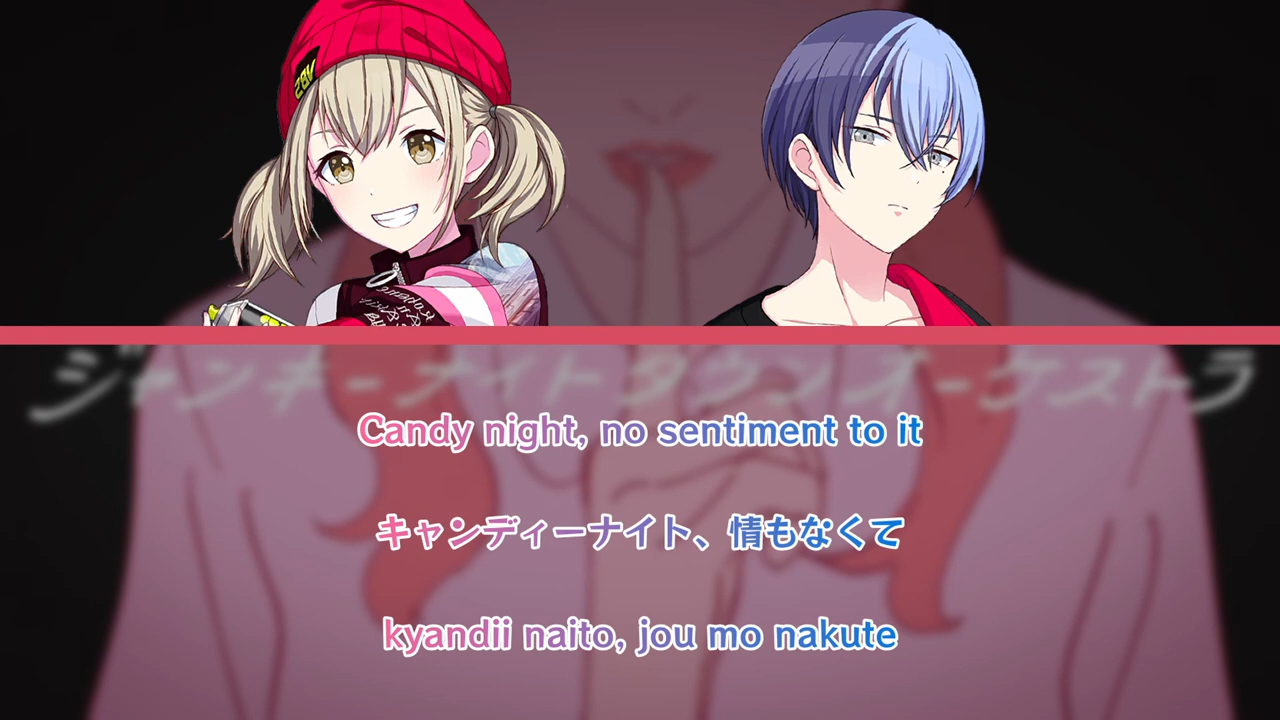 VBS
ジャンキーナイトタウンオーケストラ
Candy night, no sentiment to it
キャンディーナイト、情もなくて
kyandii naito, jou mo nakute